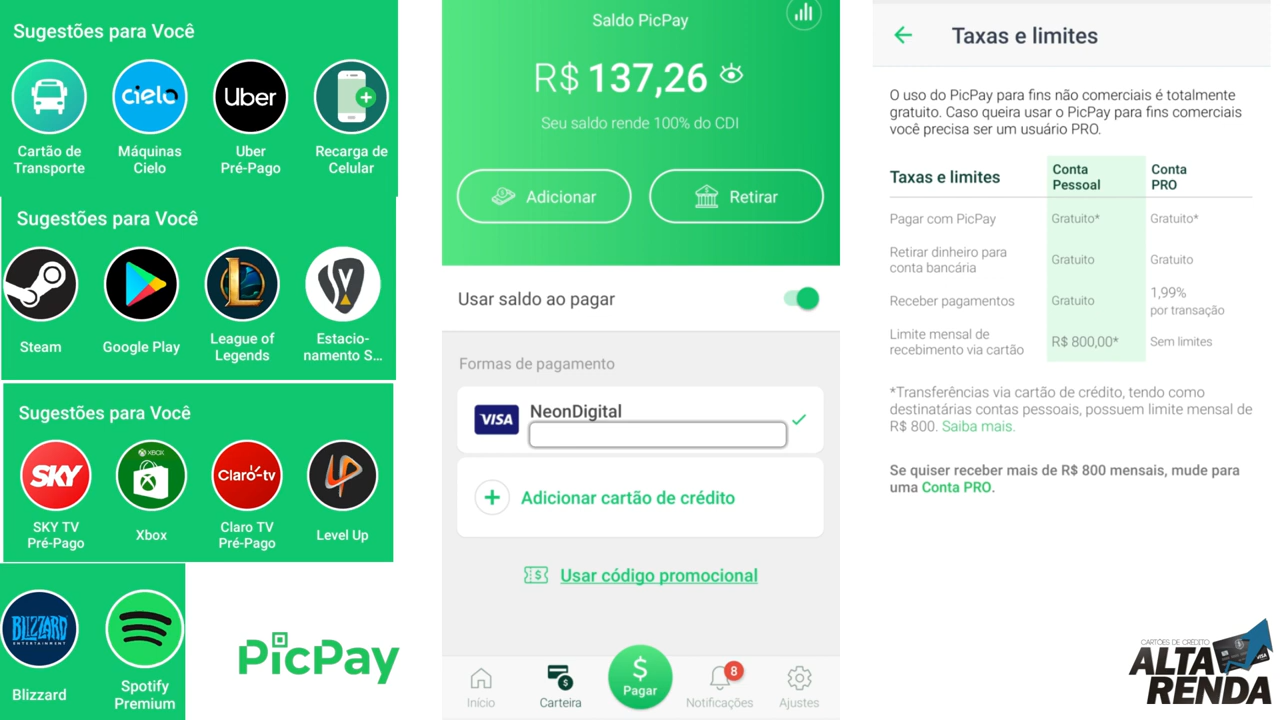 Sugestões para Você
cielo
Uber
Cartão de
Transporte
Máquinas
Cielo
Uber
Pré-Pago
Recarga de
Celular
Sugestões para Você
Steam
Google Play
League of
Legends
Estacio-
namento S...
Sugestões para Você
SKY
XBOX
Claro-tv
SKY TV
Pré-Pago
Xbox
Claro TV
Pré-Pago
Level Up
BLIZZARD
ENTERTAINMENT
Blizzard
Spotify
Premium
PicPay
Saldo PicPay
R$ 137,26
Seu saldo rende 100% do CDI
Adicionar
Retirar
Usar saldo ao pagar
Formas de pagamento
VISA
NeonDigital
Adicionar cartão de crédito
Usar código promocional
Início
Carteira
$
Pagar
8
Notificações
Ajustes
Taxas e limites
O uso do PicPay para fins não comerciais é totalmente
gratuito. Caso queira usar o PicPay para fins comerciais
você precisa ser um usuário PRO.
Taxas e limites
Conta
Pessoal
Conta
PRO
Pagar com PicPay
Gratuito*
Gratuito*
Retirar dinheiro para
conta bancária
Gratuito
Gratuito
Receber pagamentos
Gratuito
1,99%
por transação
Limite mensal de
recebimento via cartão
R$ 800,00*
Sem limites
*Transferências via cartão de crédito, tendo como
destinatárias contas pessoais, possuem limite mensal de
R$ 800. Saiba mais.
Se quiser receber mais de R$ 800 mensais, mude para
uma Conta PRO.
CARTÕES DE CRÉDITO
ALTA
RENDA
VISA